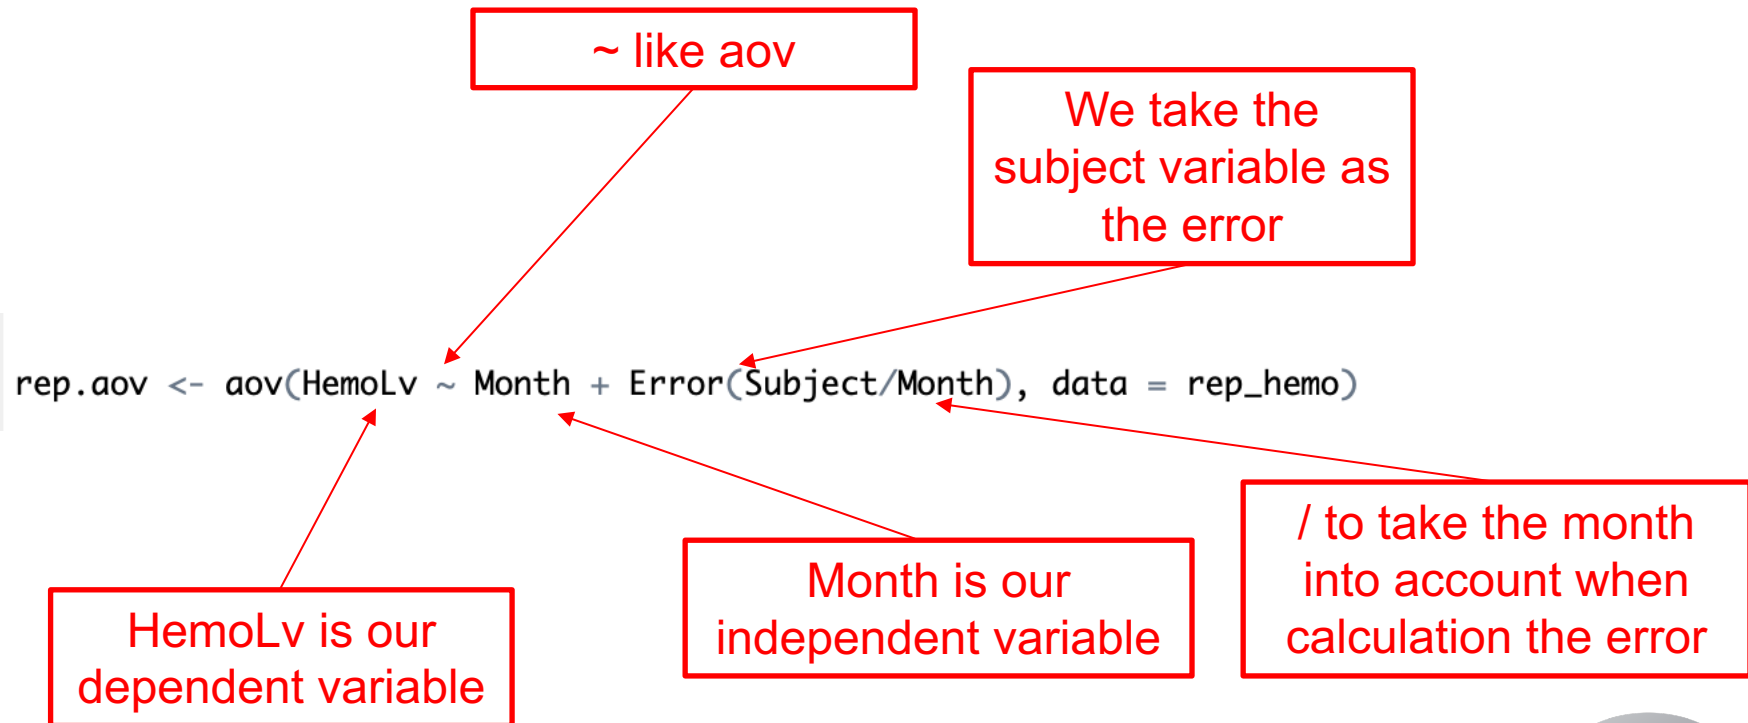 ~ like aov
We take the
subject variable as
the error
rep.aov <- aov(HemoLv ~ Month + Error(Subject/Month), data = rep_hemo)
HemoLv is our
dependent variable
Month is our
independent variable
/ to take the month
into account when
calculation the error